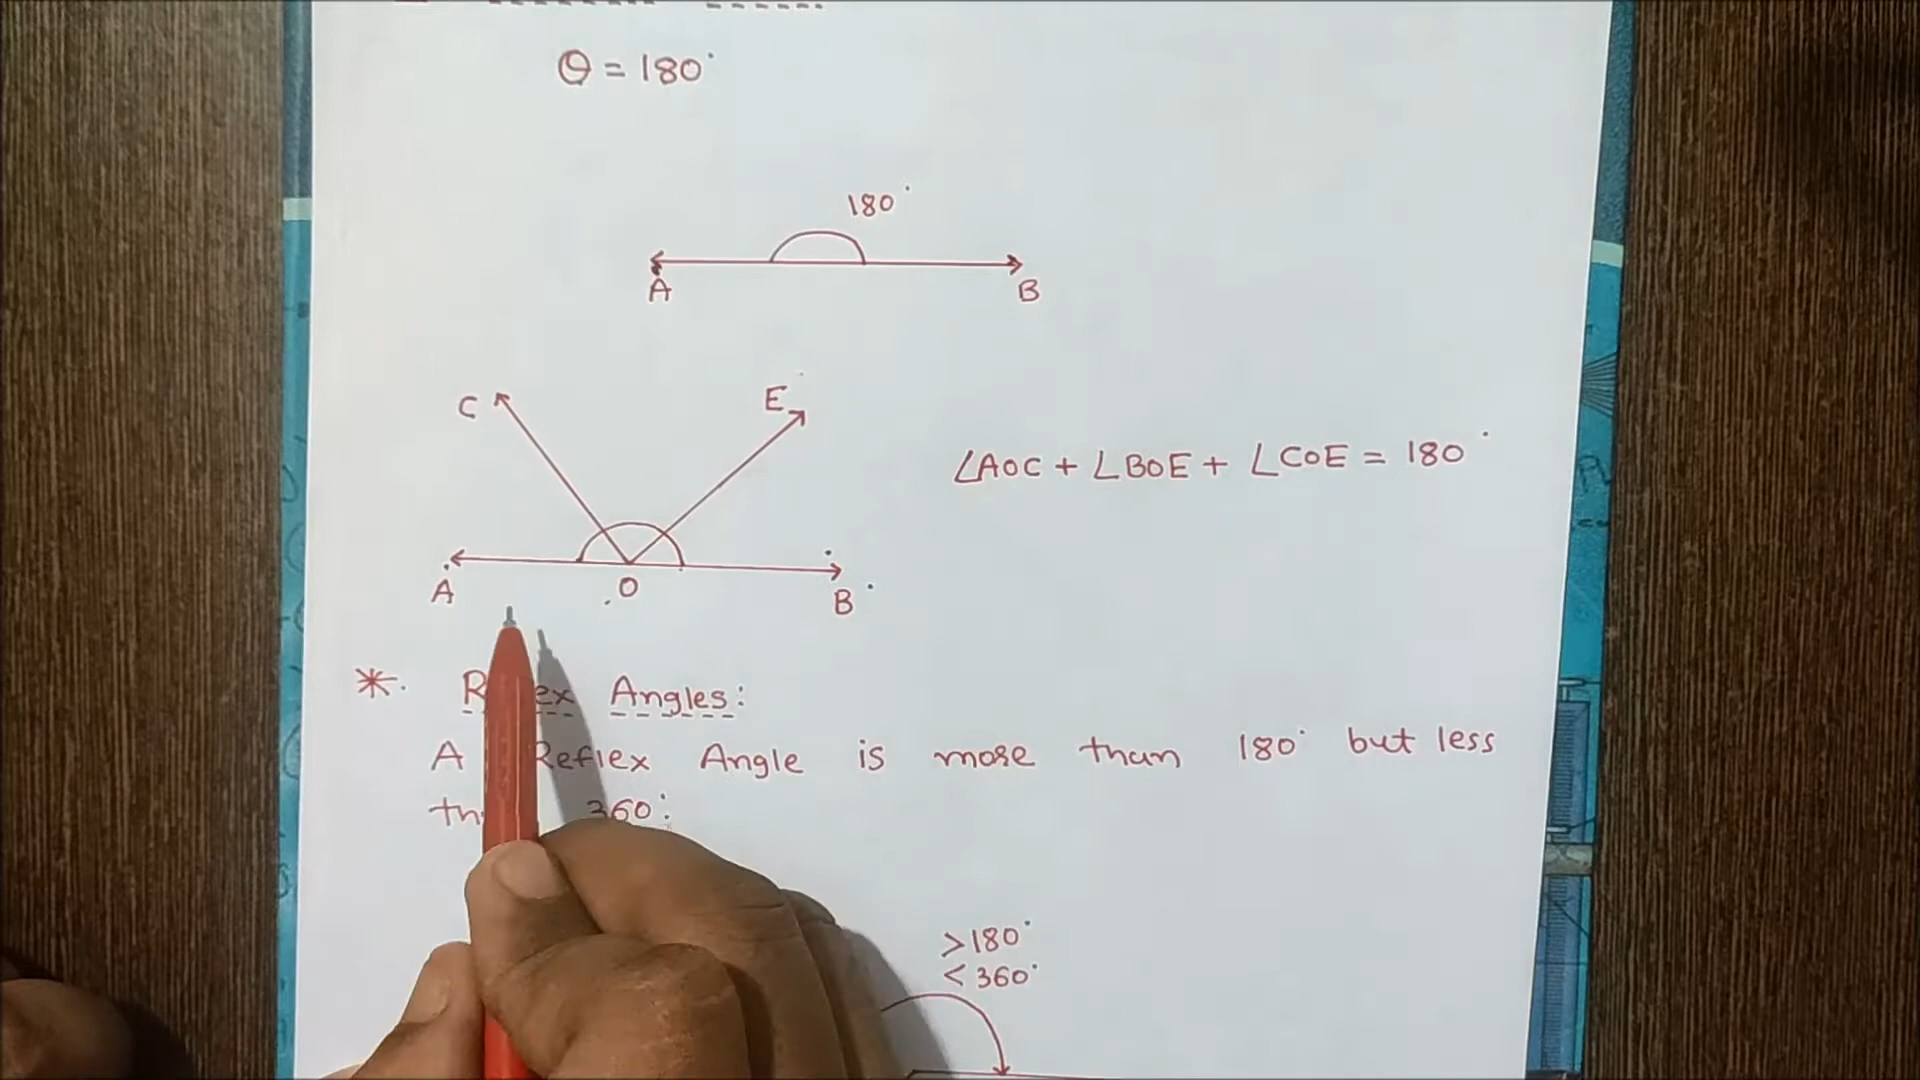 θ = 180°
180°
A B
C E
∠AOC + ∠BOE + ∠COE = 180°
A O B
*. Angles:
A Reflex Angle is more than 180° but less
360°
>180°
<360°